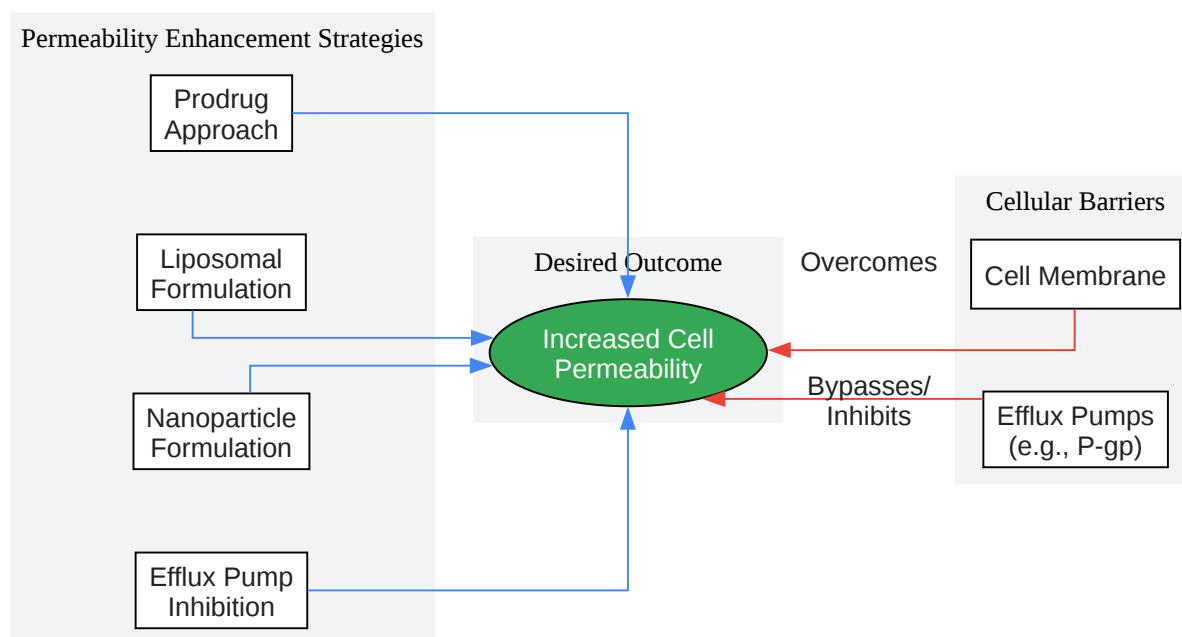 Permeability Enhancement Strategies
Prodrug
Approach
Liposomal
Formulation
Nanoparticle
Formulation
Efflux Pump
Inhibition
Desired Outcome
Increased Cell
Permeability
Overcomes
Bypasses/
Inhibits
Cellular Barriers
Cell Membrane
Efflux Pumps
(e.g., P-gp)